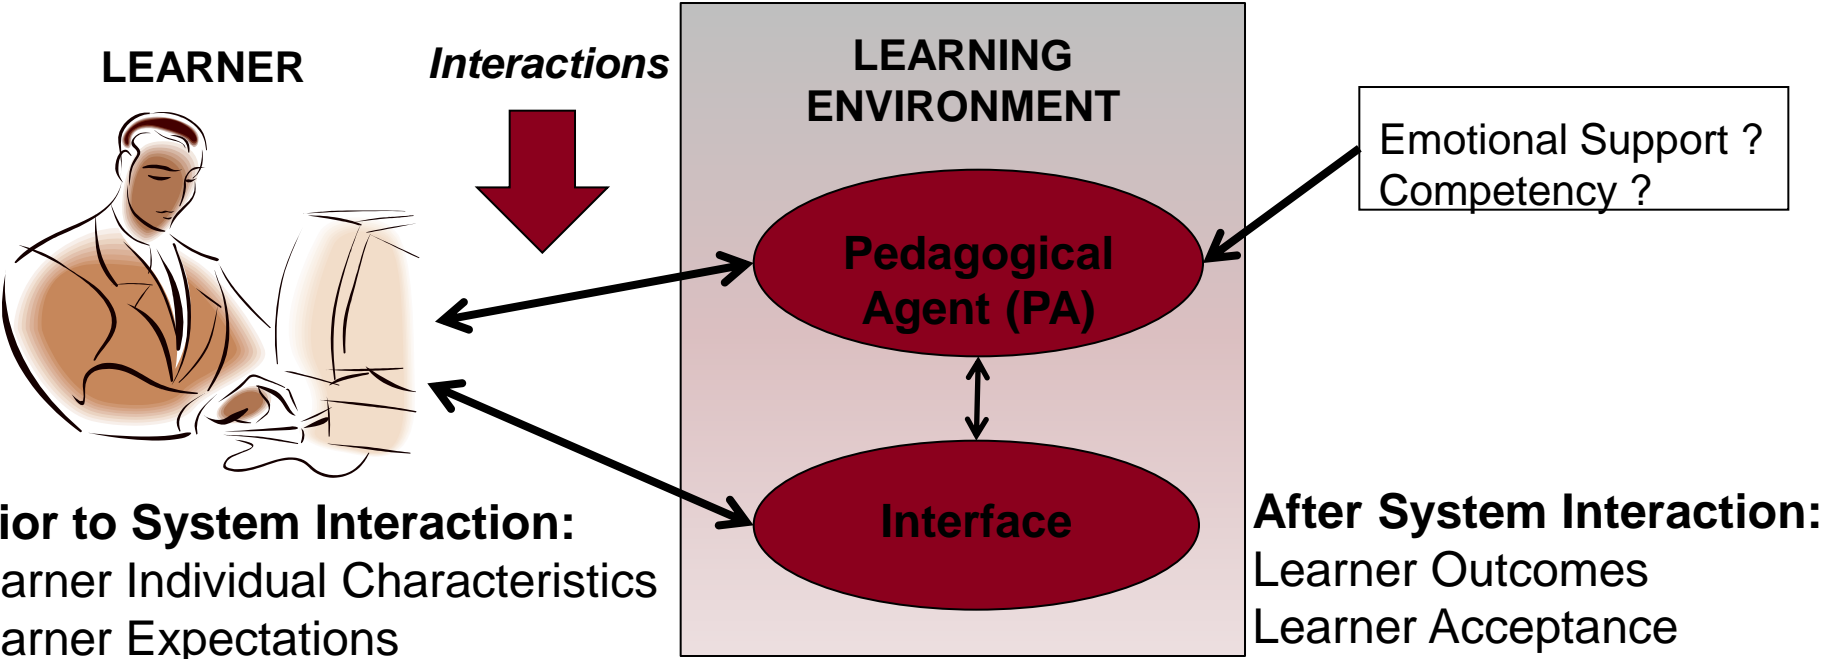 LEARNER
Interactions
LEARNING
ENVIRONMENT
Emotional Support ?
Competency ?
Pedagogical
Agent (PA)
Interface
ior to System Interaction:
arner Individual Characteristics
arner Expectations
After System Interaction:
Learner Outcomes
Learner Acceptance